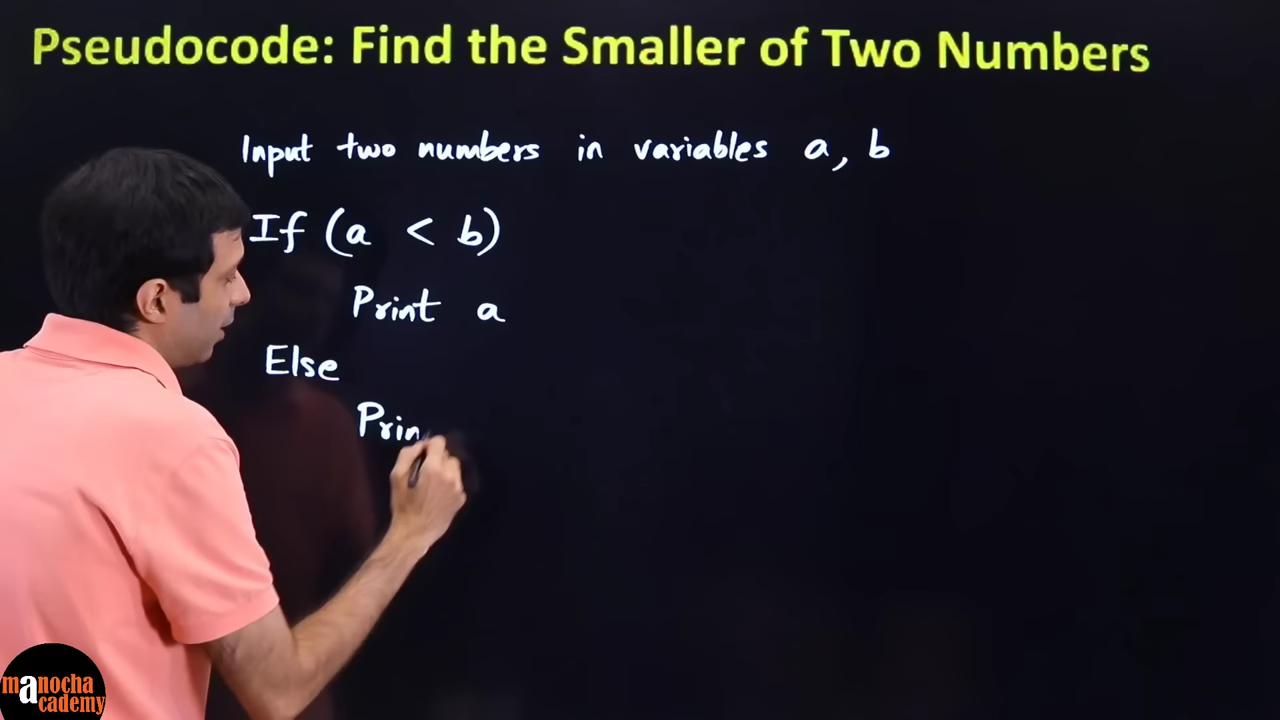 Pseudocode: Find the Smaller of Two Numbers
Input two numbers in variables a, b
If (a < b)
Print a
Else
Prin
manocha
academy